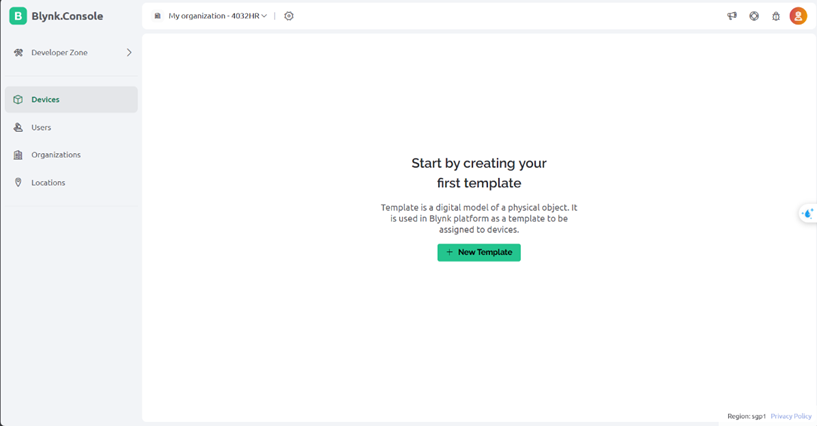 B Blynk.Console
My organization - 4032HR
Developer Zone
Devices
Users
Organizations
Locations
Start by creating your
first template
Template is a digital model of a physical object. It
is used in Blynk platform as a template to be
assigned to devices.
+ New Template
Region: sgp1 Privacy Policy